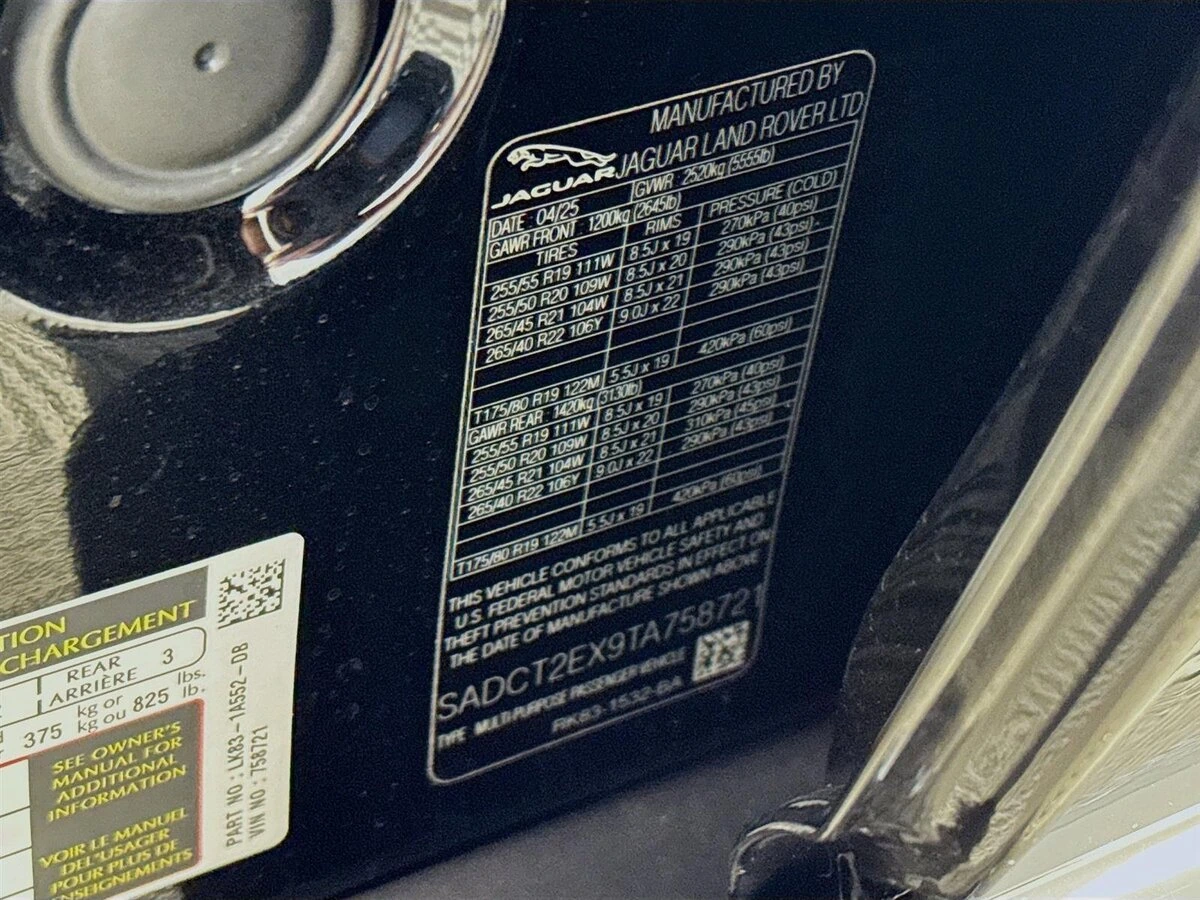 MANUFACTURED BY
JAGUAR LAND ROVER LTD
JAGUAR
DATE 04/25 GVWR 2520kg (5555lb)
GAWR FRONT 1200kg (2645lb)
TIRES RIMS PRESSURE (COLD)
255/55 R19 111W 8.5J x 19 270kPa (40psi)
255/50 R20 109W 8.5J x 20 290kPa (43psi)
265/45 R21 104W 8.5J x 21 290kPa (43psi)
265/40 R22 106Y 9.0J x 22 290kPa (43psi)
T175/80 R19 122M 5.5J x 19 420kPa (60psi)
GAWR REAR 1420kg (3130lb)
255/55 R19 111W 8.5J x 19 270kPa (40psi)
255/50 R20 109W 8.5J x 20 290kPa (43psi)
265/45 R21 104W 8.5J x 21 310kPa (45psi)
265/40 R22 106Y 9.0J x 22 290kPa (43psi)
T175/80 R19 122M 5.5J x 19 420kPa (60psi)
THIS VEHICLE CONFORMS TO ALL APPLICABLE
U.S. FEDERAL MOTOR VEHICLE SAFETY AND
THEFT PREVENTION STANDARDS IN EFFECT ON
THE DATE OF MANUFACTURE SHOWN ABOVE
SADCT2EX9TA758721
TYPE MULTI-PURPOSE PASSENGER VEHICLE
RK83-1532-BA
CHARGEMENT
REAR
ARRIÈRE 3
375 kg or 825 lbs.
kg ou lb.
SEE OWNER'S
MANUAL FOR
ADDITIONAL
INFORMATION
VOIR LE MANUEL
DE L'USAGER
POUR PLUS DE
PART NO : LK83-1A552-DB
VIN NO : 758721